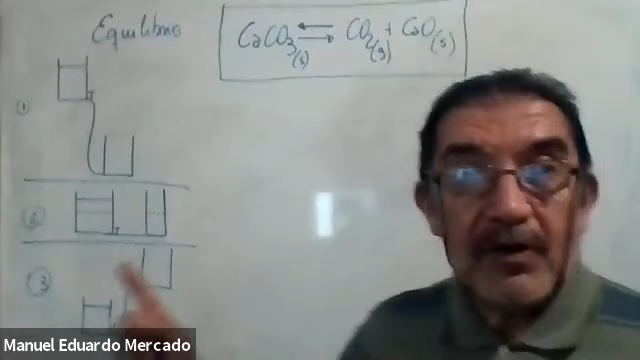 Equilibrio
CaCO3(s) ⇌ CO2(g) + CaO(s)
1
2
3
Manuel Eduardo Mercado